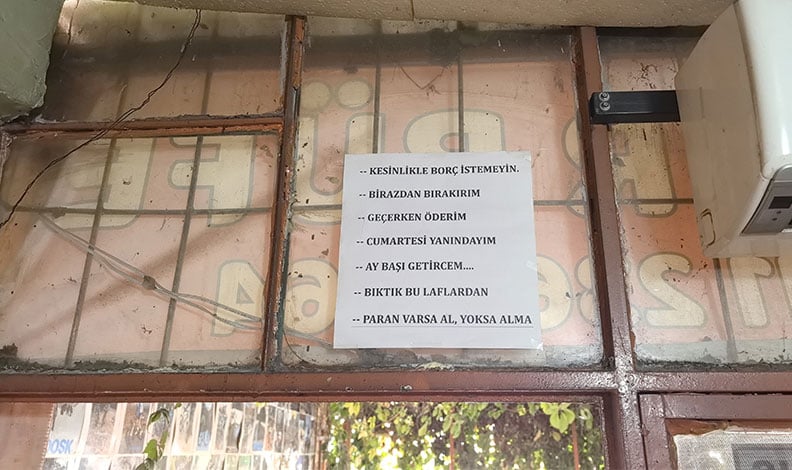 -- KESİNLİKLE BORÇ İSTEMEYİN.
-- BİRAZDAN BIRAKIRIM
-- GEÇERKEN ÖDERİM
-- CUMARTESİ YANINDAYIM
-- AY BAŞI GETİRCEM....
-- BIKTIK BU LAFLARDAN
-- PARAN VARSA AL, YOKSA ALMA
BÜFE